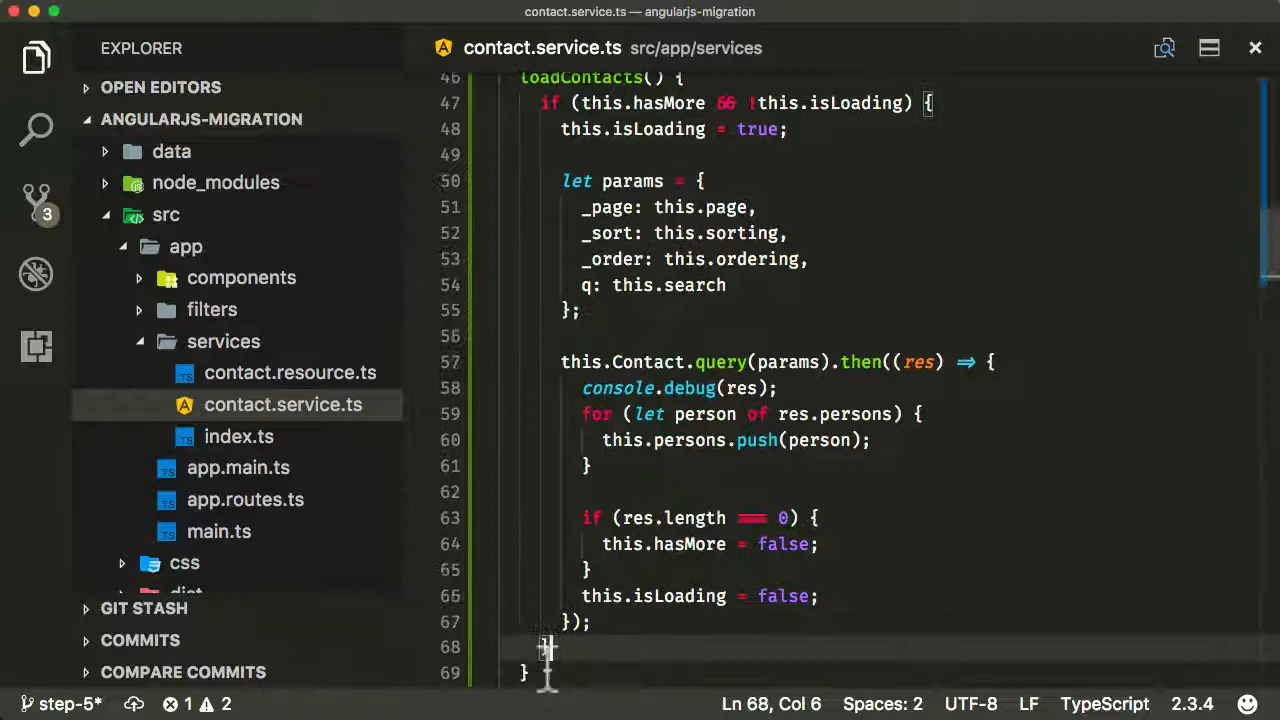 contact.service.ts — angularjs-migration
EXPLORER
contact.service.ts src/app/services
OPEN EDITORS
ANGULARJS-MIGRATION
data
node_modules
src
app
components
filters
services
contact.resource.ts
contact.service.ts
index.ts
app.main.ts
app.routes.ts
main.ts
css
dist
GIT STASH
COMMITS
COMPARE COMMITS
3
46 loadContacts() {
47 if (this.hasMore && !this.isLoading) {
48 this.isLoading = true;
49
50 let params = {
51 _page: this.page,
52 _sort: this.sorting,
53 _order: this.ordering,
54 q: this.search
55 };
56
57 this.Contact.query(params).then((res) => {
58 console.debug(res);
59 for (let person of res.persons) {
60 this.persons.push(person);
61 }
62
63 if (res.length === 0) {
64 this.hasMore = false;
65 }
65 this.isLoading = false;
67 });
68 }
69 }
step-5* 1 2 Ln 68, Col 6 Spaces: 2 UTF-8 LF TypeScript 2.3.4